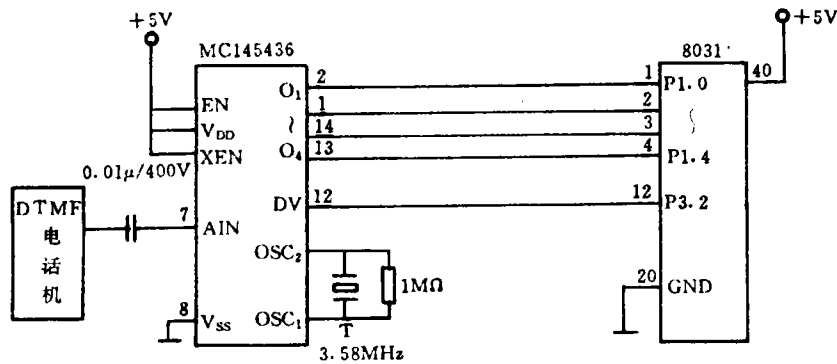 +5V
MC145436
EN
V_DD
XEN
0.01μ/400V
DTMF
电
话
机
7
AIN
8
V_SS
O₁
≀
O₄
DV
OSC₂
OSC₁
2
1
14
13
12
1MΩ
T
3.58MHz
8031
+5V
40
1
P1.0
2
3
4
P1.4
12
P3.2
20
GND